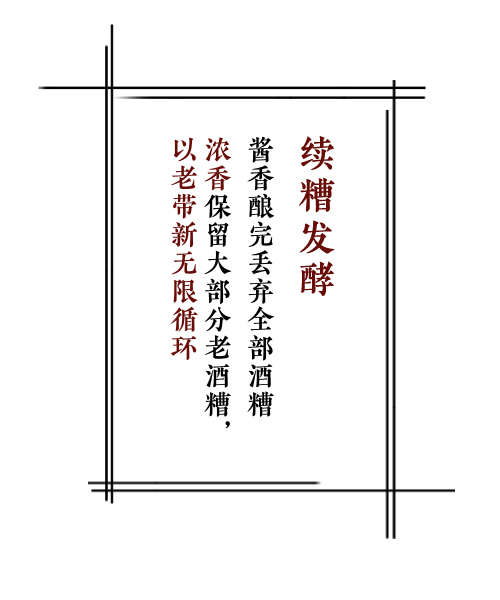 续糟发酵
酱香酿完丢弃全部酒糟
浓香保留大部分老酒糟，
以老带新无限循环